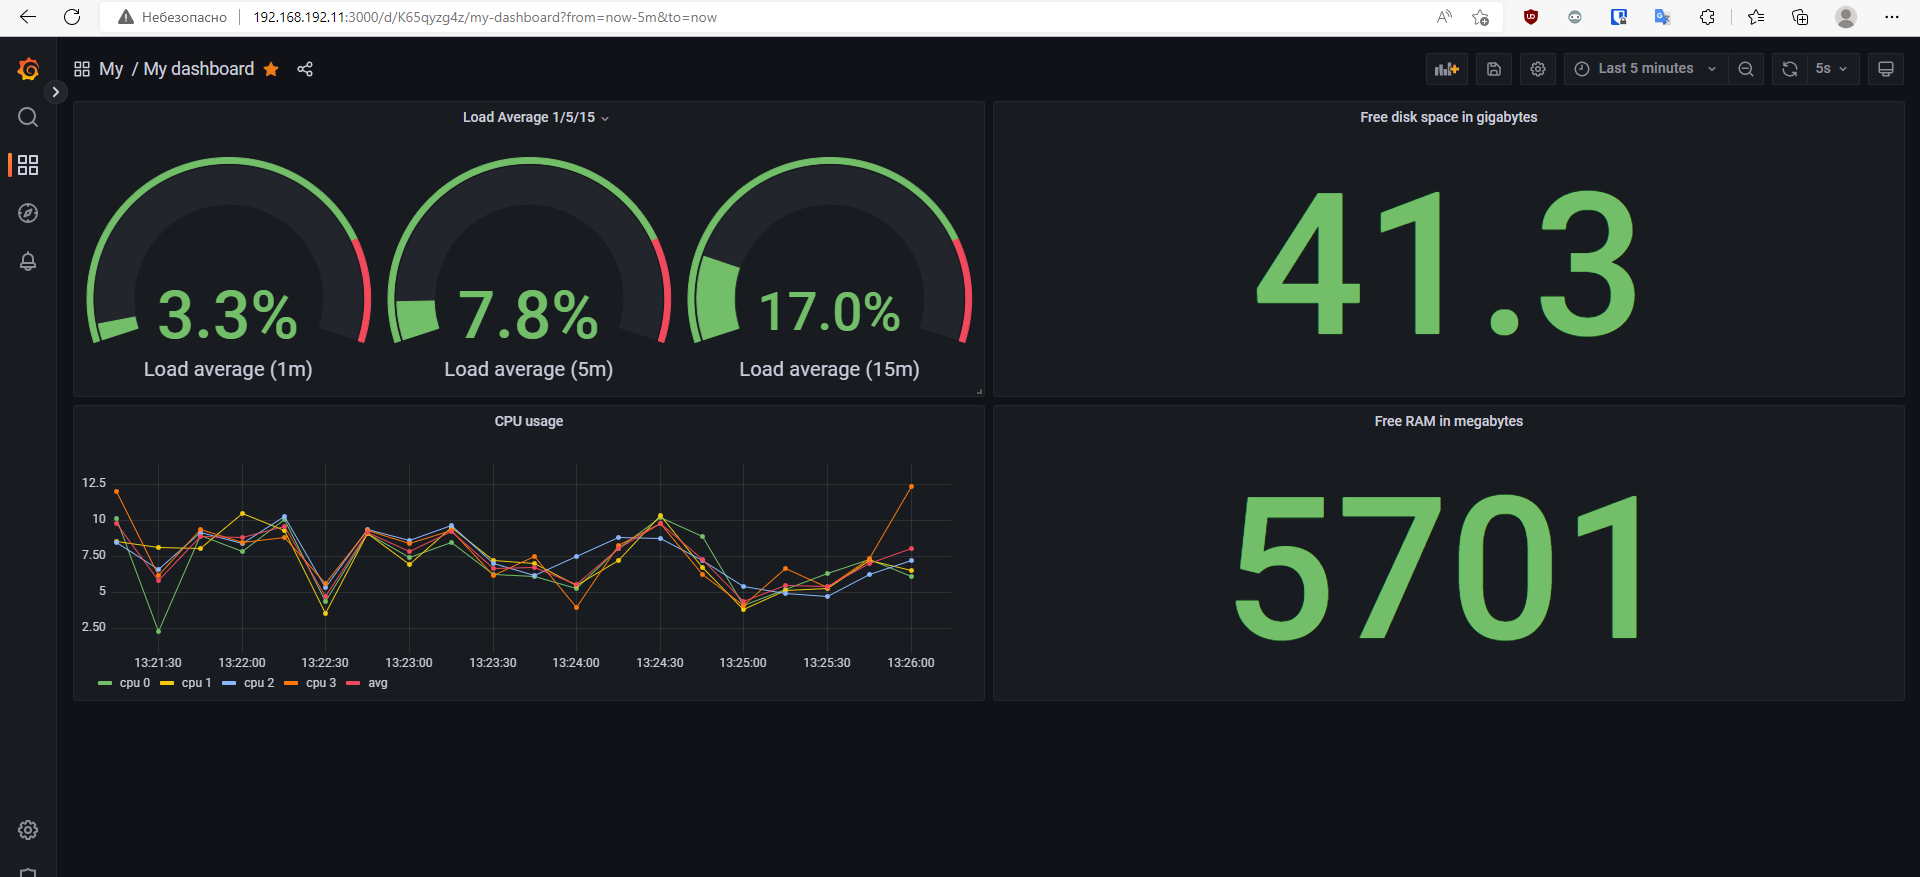 Небезопасно 192.168.192.11:3000/d/K65qyzg4z/my-dashboard?from=now-5m&to=now
My / My dashboard
Last 5 minutes
5s
Load Average 1/5/15
3.3%
Load average (1m)
7.8%
Load average (5m)
17.0%
Load average (15m)
Free disk space in gigabytes
41.3
CPU usage
12.5
10
7.50
5
2.50
13:21:30 13:22:00 13:22:30 13:23:00 13:23:30 13:24:00 13:24:30 13:25:00 13:25:30 13:26:00
cpu 0 cpu 1 cpu 2 cpu 3 avg
Free RAM in megabytes
5701